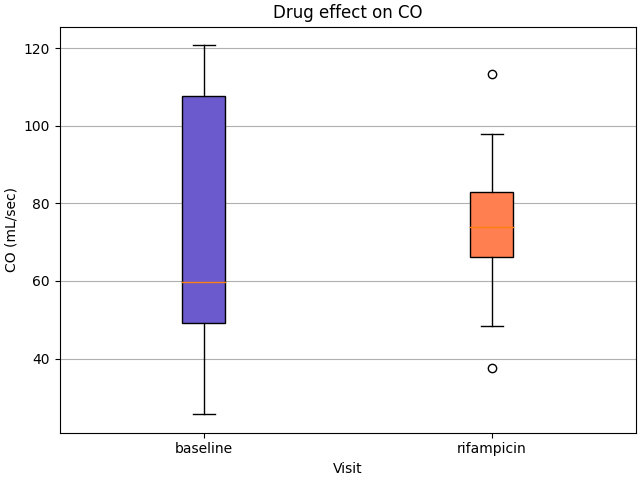 Drug effect on CO
120
100
80
60
40
CO (mL/sec)
baseline
rifampicin
Visit